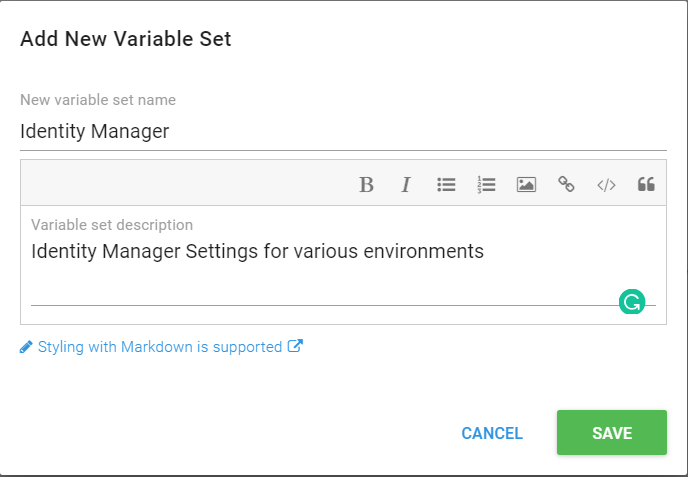 Add New Variable Set
New variable set name
Identity Manager
B I
Variable set description
Identity Manager Settings for various environments
Styling with Markdown is supported
CANCEL SAVE